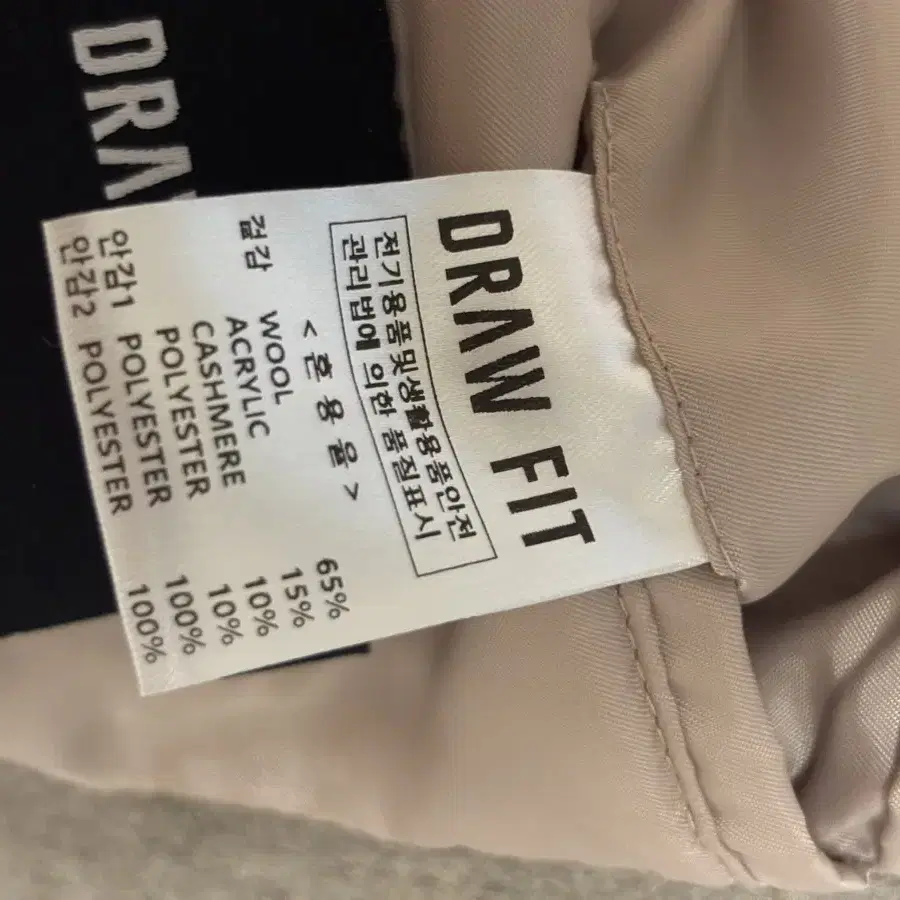 DRAW
DRAW FIT
전기용품및생활용품안전
관리법에 의한 품질표시
< 혼 용 율 >
겉감 WOOL 65%
ACRYLIC 15%
CASHMERE 10%
POLYESTER 10%
안감1 POLYESTER 100%
안감2 POLYESTER 100%